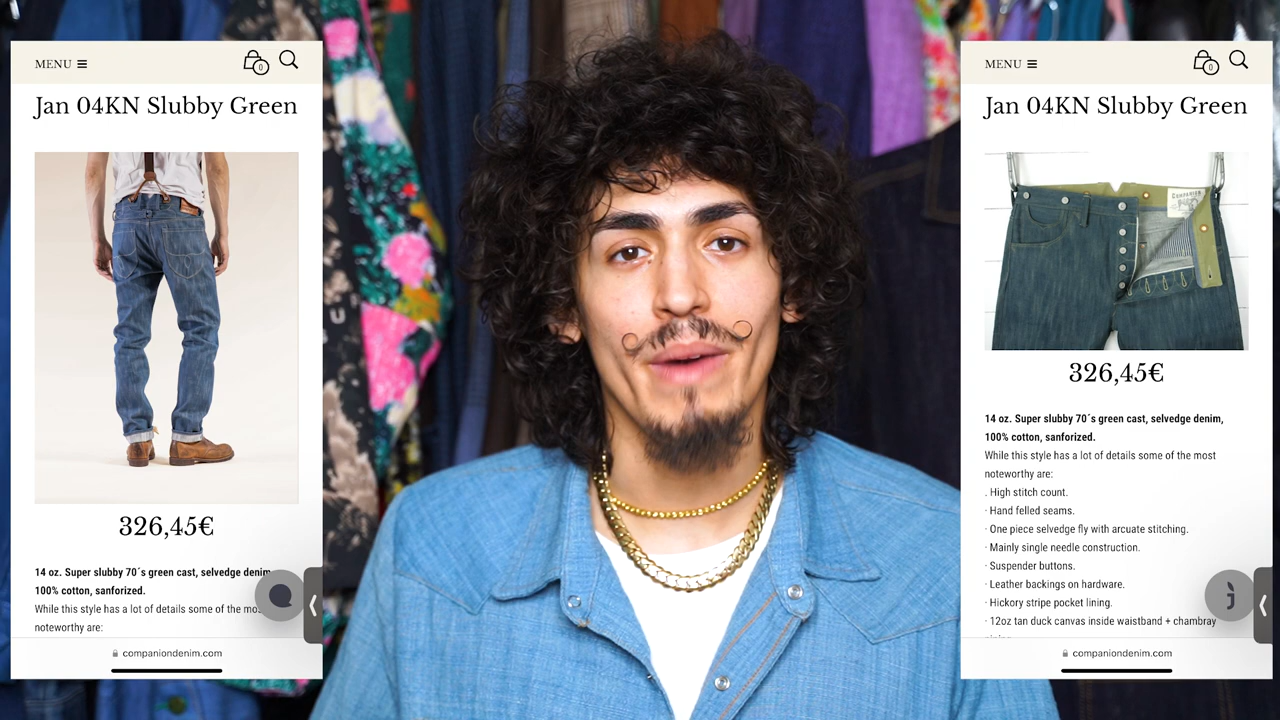 MENU
0
Jan 04KN Slubby Green
326,45€
14 oz. Super slubby 70´s green cast, selvedge denim,
100% cotton, sanforized.
While this style has a lot of details some of the
noteworthy are:
companiondenim.com
MENU
0
Jan 04KN Slubby Green
COMPANION
326,45€
14 oz. Super slubby 70´s green cast, selvedge denim,
100% cotton, sanforized.
While this style has a lot of details some of the most
noteworthy are:
. High stitch count.
· Hand felled seams.
· One piece selvedge fly with arcuate stitching.
· Mainly single needle construction.
· Suspender buttons.
· Leather backings on hardware.
· Hickory stripe pocket lining.
· 12oz tan duck canvas inside waistband + chambray
companiondenim.com